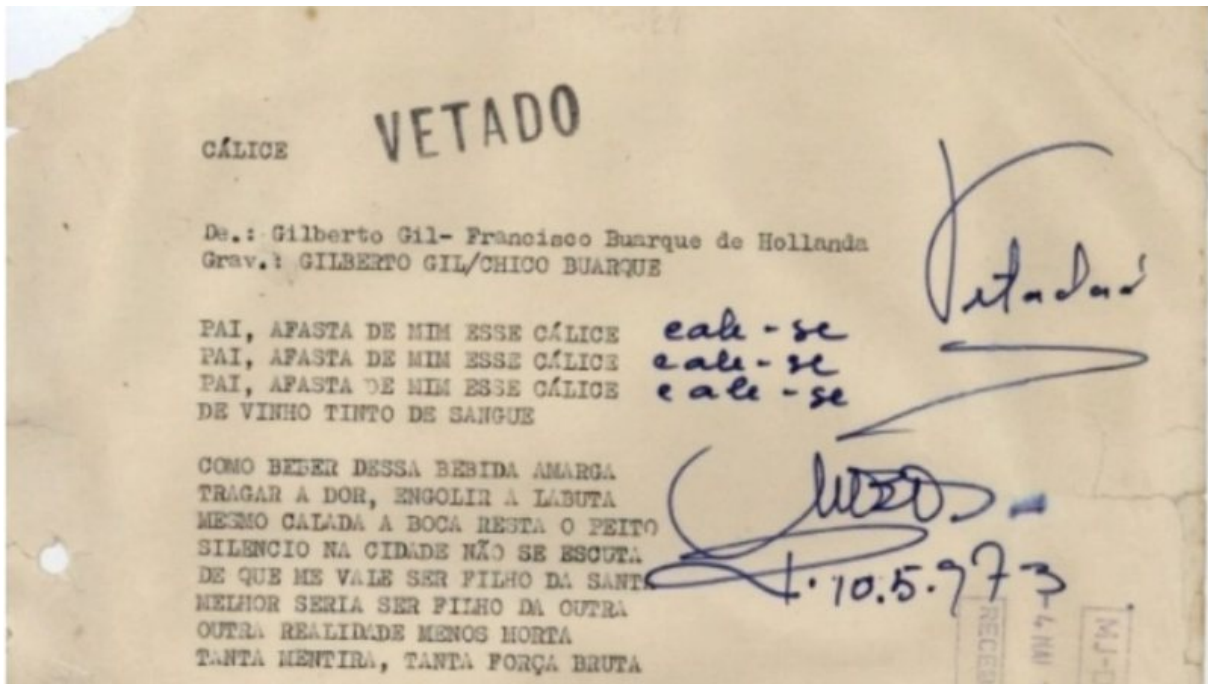 VETADO
CÁLICE
De.: Gilberto Gil- Francisco Buarque de Hollanda
Grav.: GILBERTO GIL/CHICO BUARQUE
Vetado
PAI, AFASTA DE MIM ESSE CÁLICE cale-se
PAI, AFASTA DE MIM ESSE CÁLICE cale-se
PAI, AFASTA DE MIM ESSE CÁLICE cale-se
DE VINHO TINTO DE SANGUE
COMO BEBER DESSA BEBIDA AMARGA
TRAGAR A DOR, ENGOLIR A LABUTA
MESMO CALADA A BOCA RESTA O PEITO
SILENCIO NA CIDADE NÃO SE ESCUTA
DE QUE ME VALE SER FILHO DA SANTA
MELHOR SERIA SER FILHO DA OUTRA
OUTRA REALIDADE MENOS MORTA
TANTA MENTIRA, TANTA FORÇA BRUTA
10.5.973